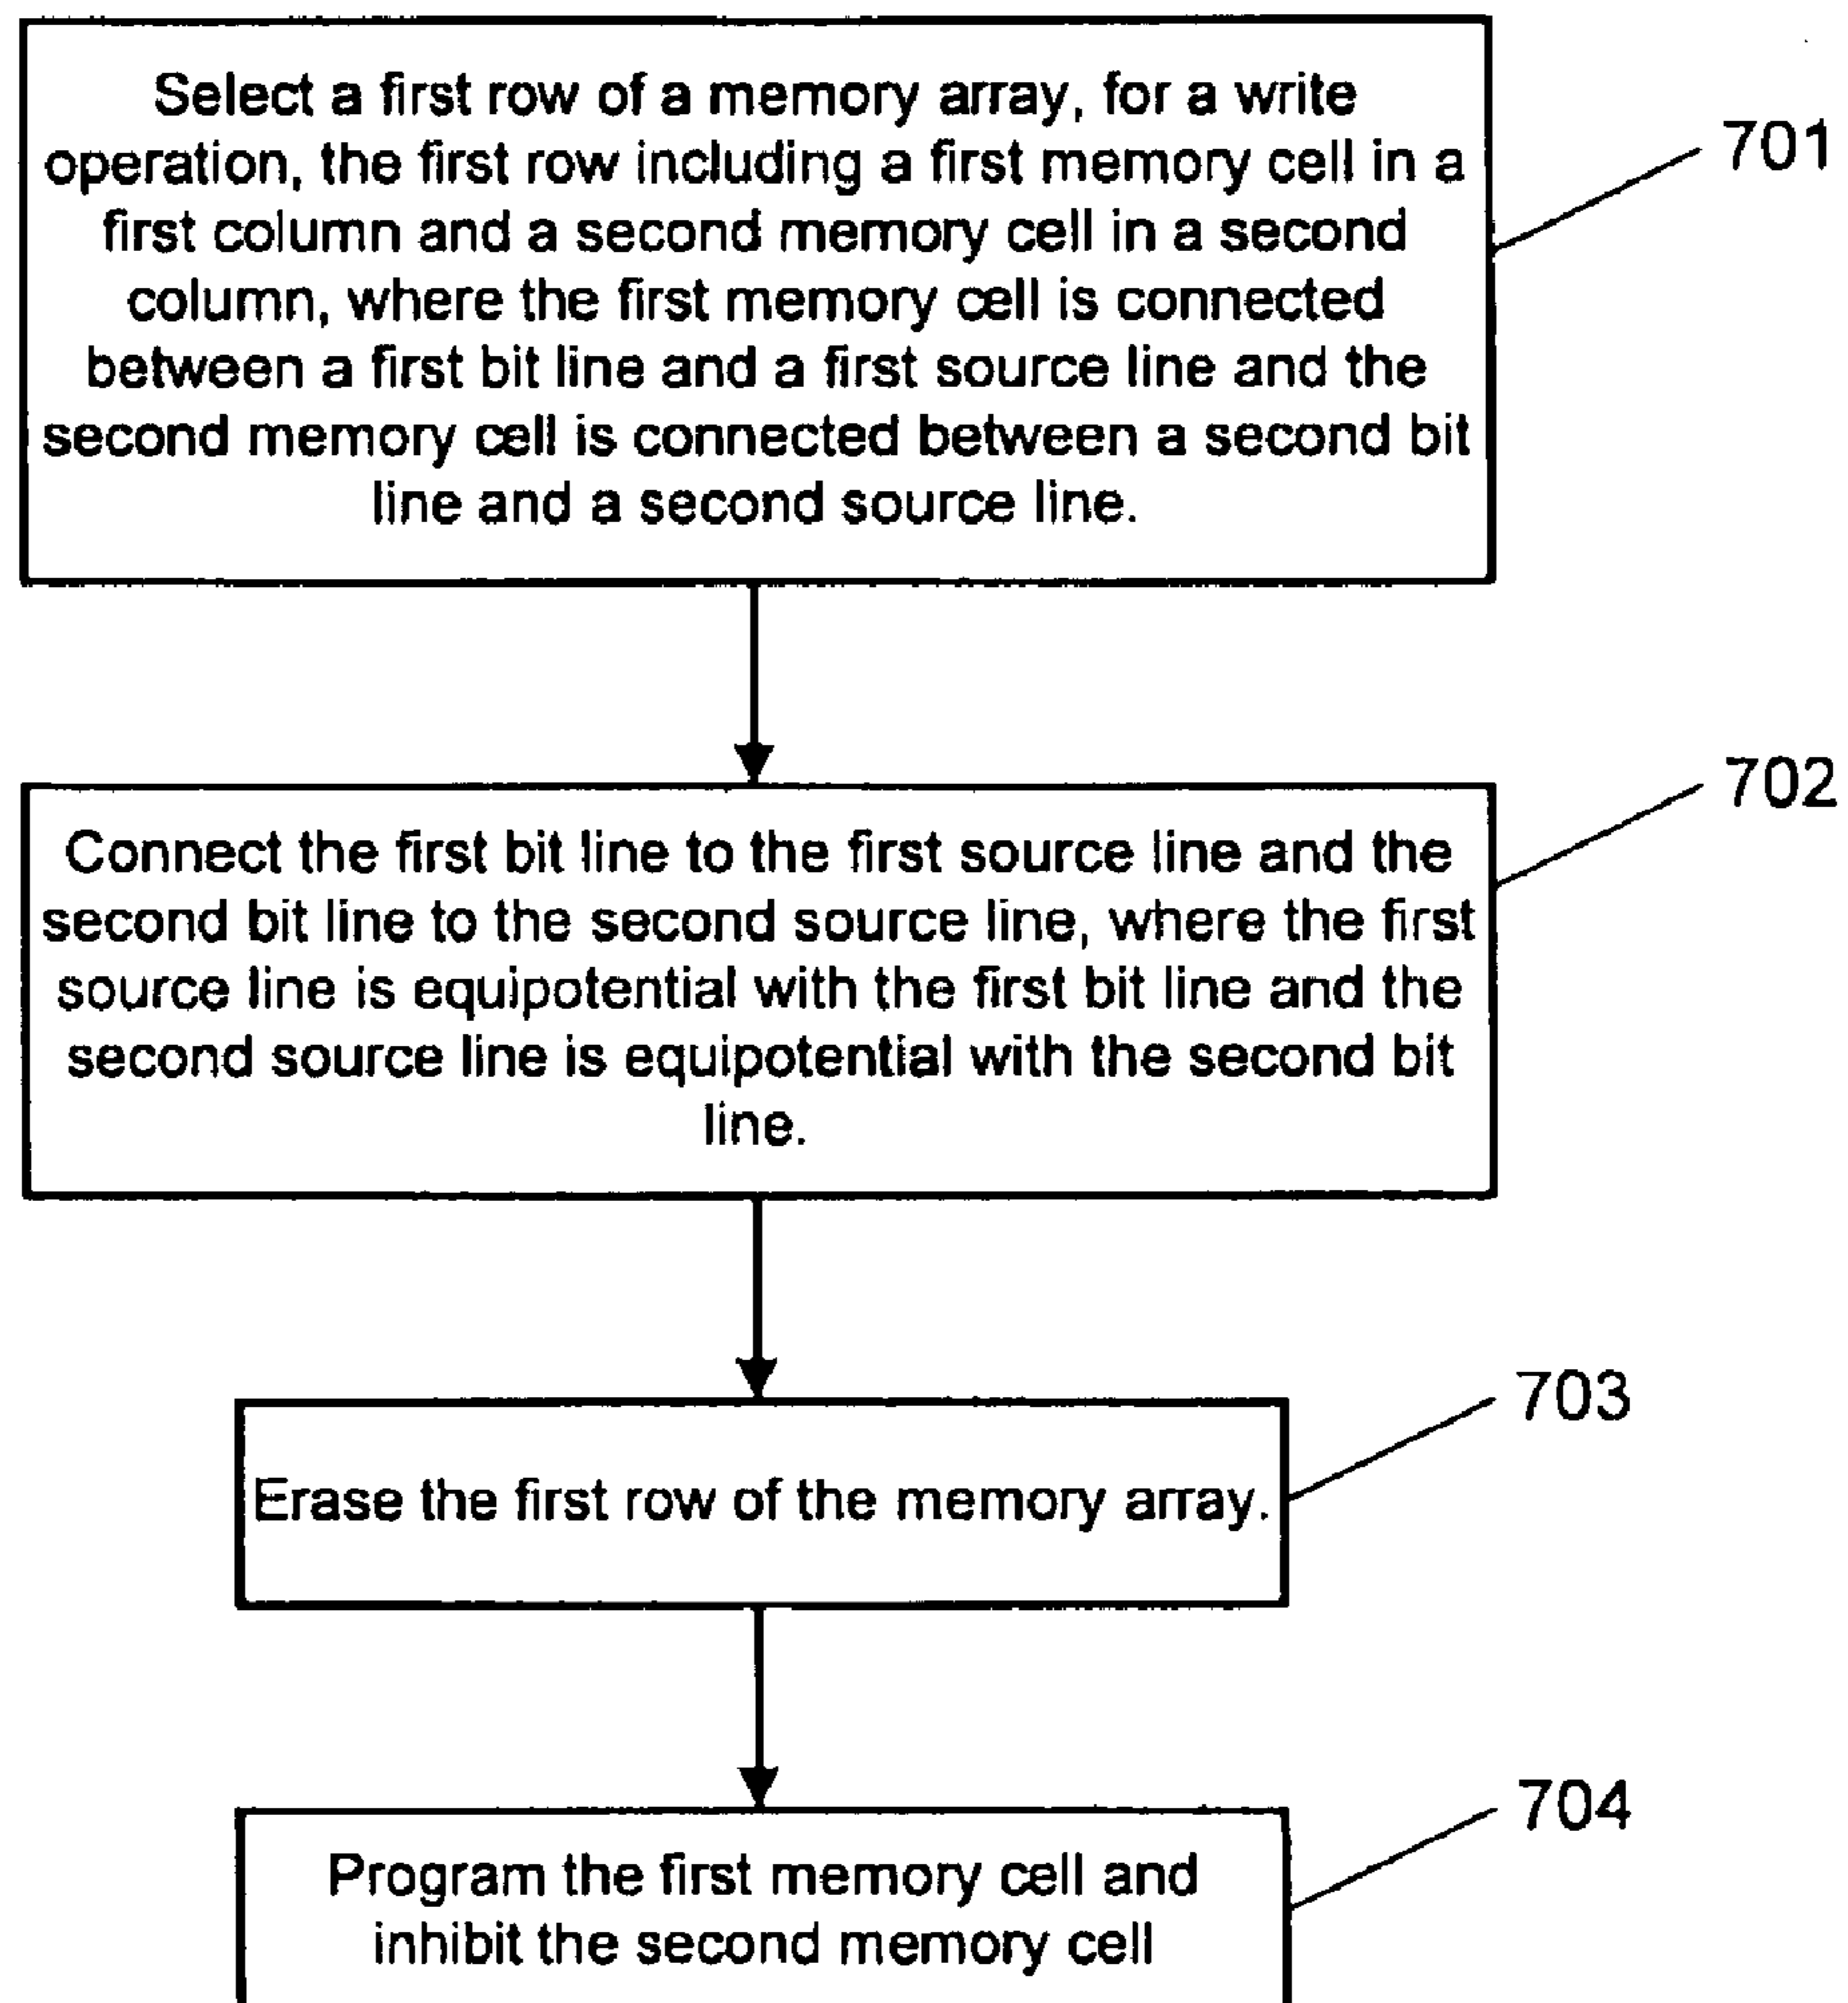 Select a first row of a memory array, for a write
operation, the first row including a first memory cell in a
first column and a second memory cell in a second
column, where the first memory cell is connected
between a first bit line and a first source line and the
second memory cell is connected between a second bit
line and a second source line.
701
Connect the first bit line to the first source line and the
second bit line to the second source line, where the first
source line is equipotential with the first bit line and the
second source line is equipotential with the second bit
line.
702
Erase the first row of the memory array.
703
Program the first memory cell and
inhibit the second memory cell
704